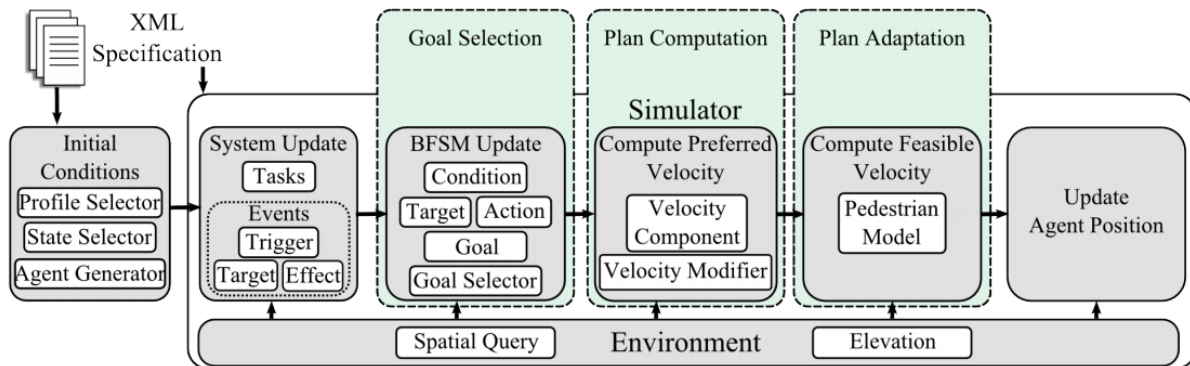 XML
Specification
Goal Selection
Plan Computation
Plan Adaptation
Simulator
Initial
Conditions
Profile Selector
State Selector
Agent Generator
System Update
Tasks
Events
Trigger
Target
Effect
BFSM Update
Condition
Target
Action
Goal
Goal Selector
Compute Preferred
Velocity
Velocity
Component
Velocity Modifier
Compute Feasible
Velocity
Pedestrian
Model
Update
Agent Position
Spatial Query
Environment
Elevation